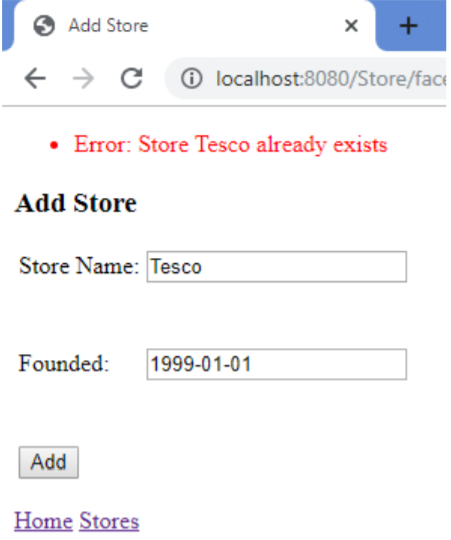 Add Store
localhost:8080/Store/face
Error: Store Tesco already exists
Add Store
Store Name: Tesco
Founded: 1999-01-01
Add
Home Stores